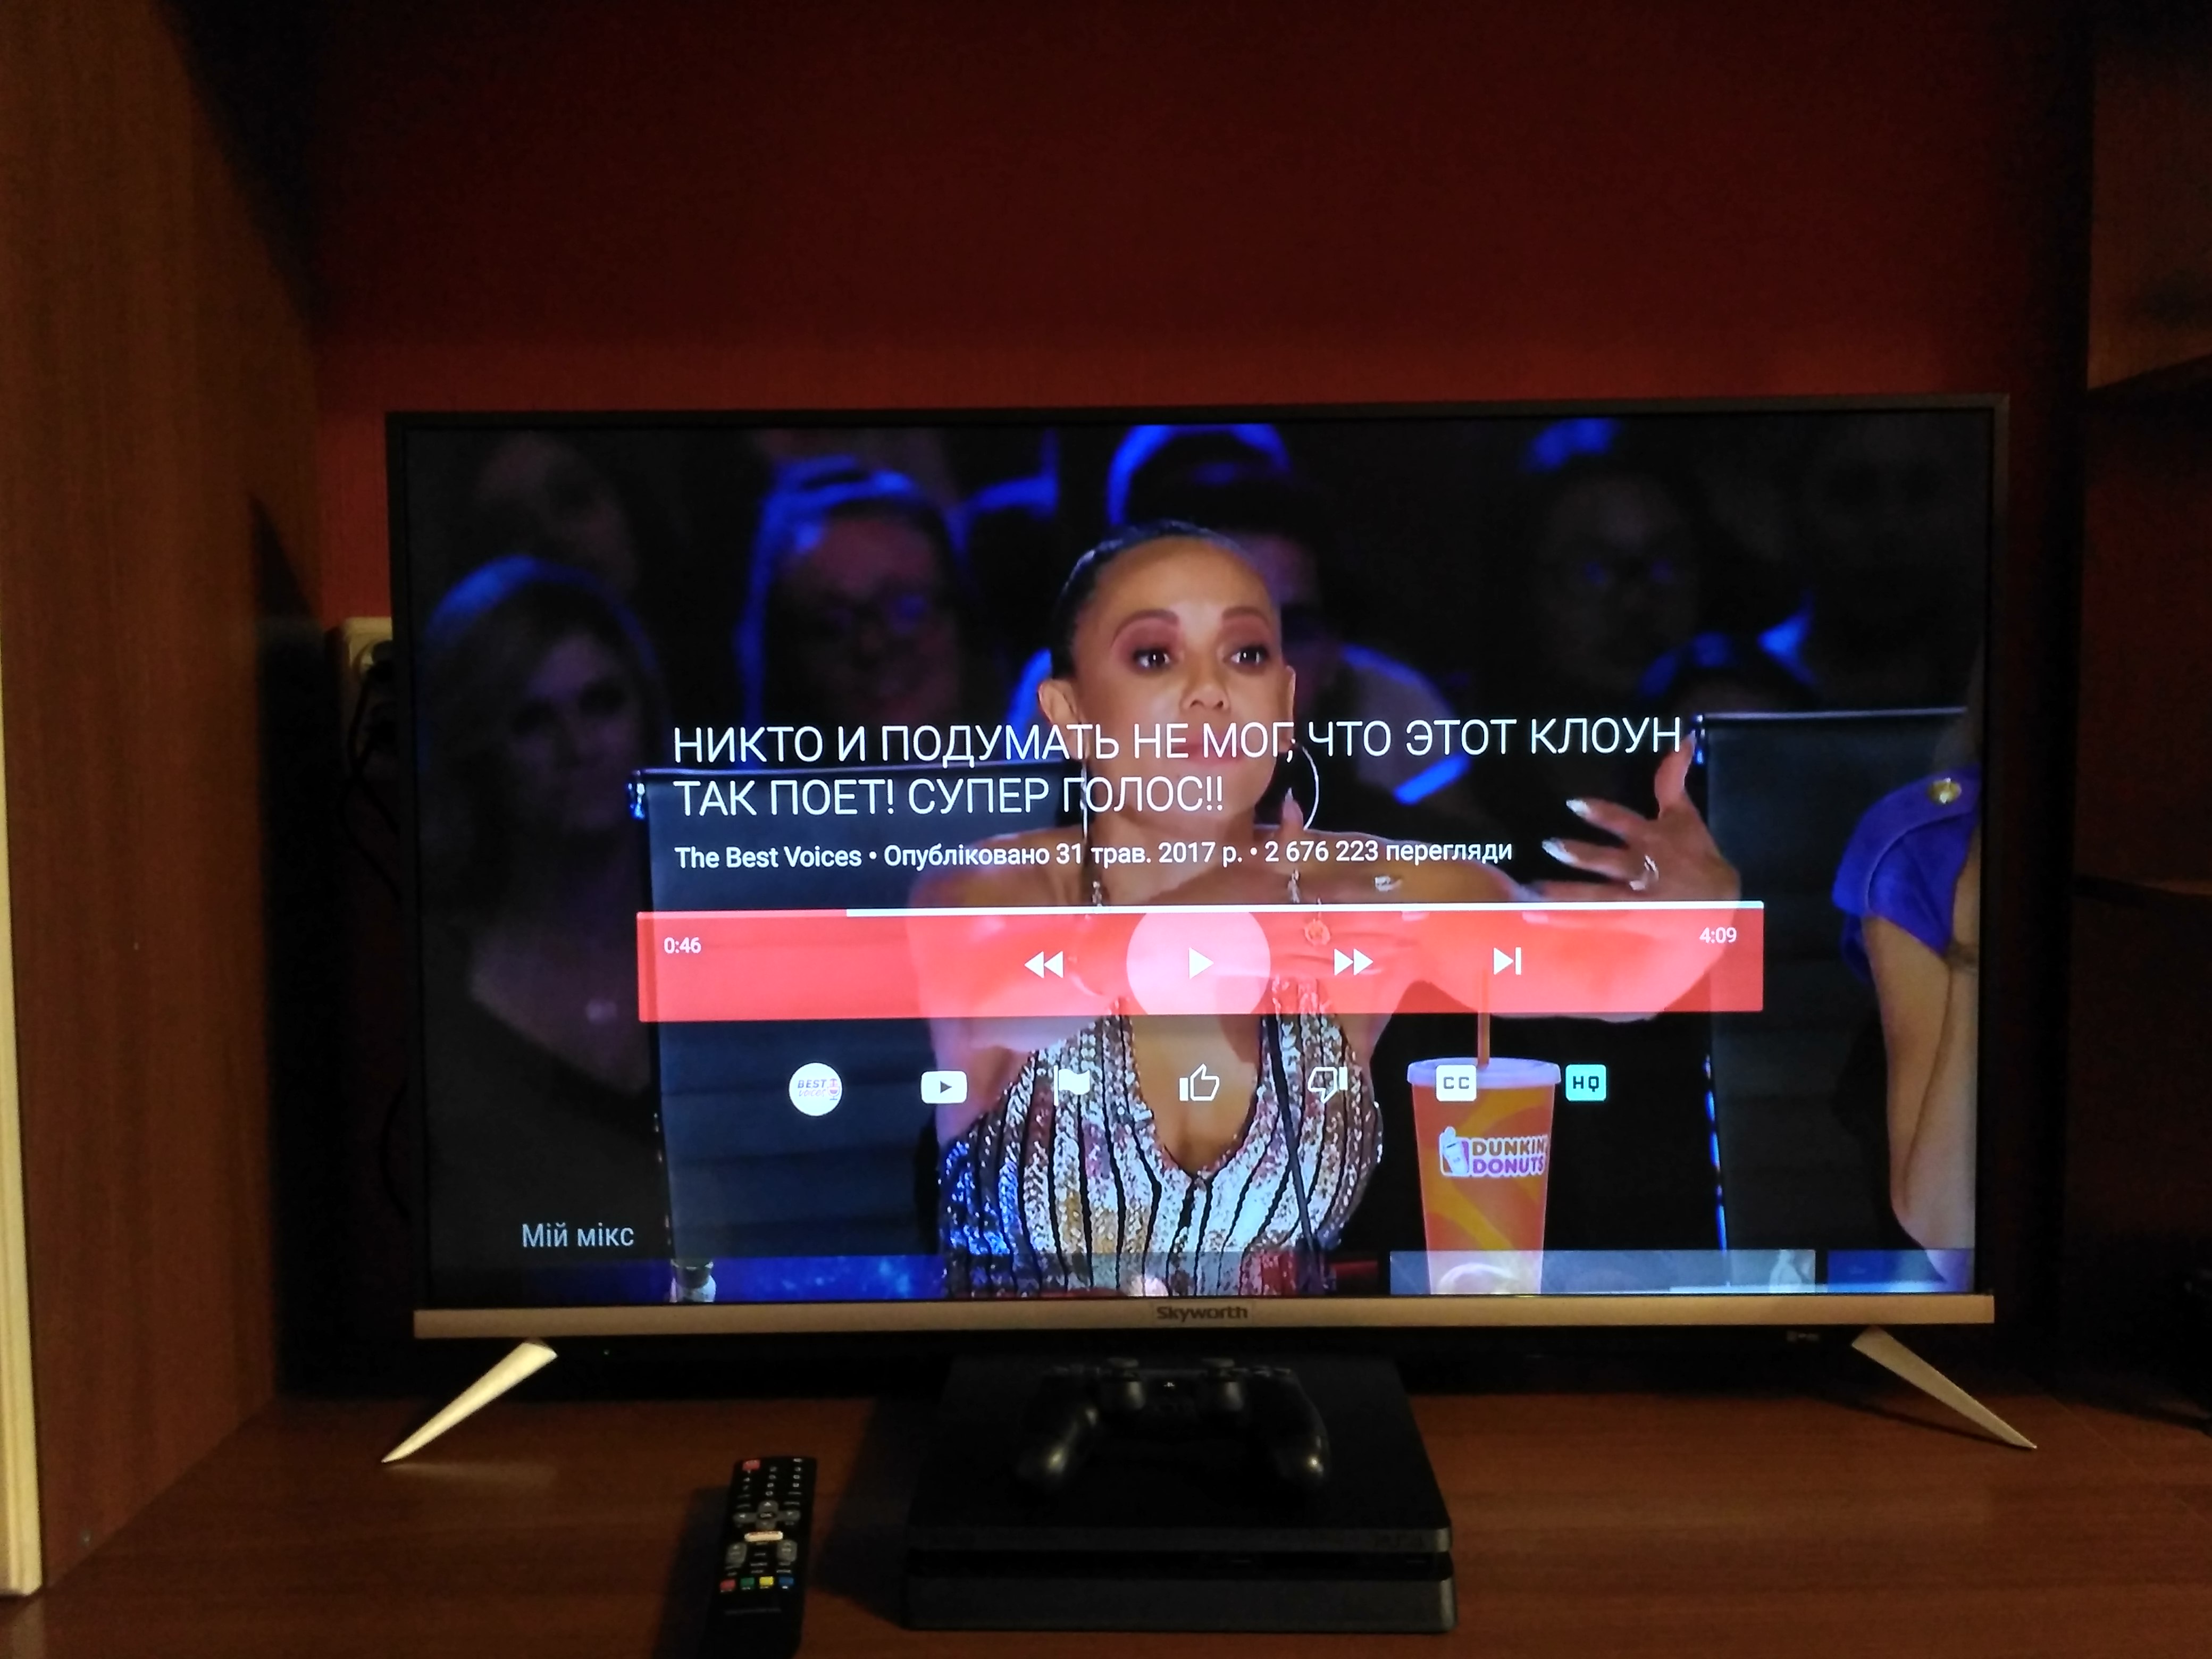 НИКТО И ПОДУМАТЬ НЕ МОГ, ЧТО ЭТОТ КЛОУН
ТАК ПОЕТ! СУПЕР ГОЛОС!!
The Best Voices • Опубліковано 31 трав. 2017 р. • 2 676 223 перегляди
0:46
4:09
BEST
CC
HQ
DUNKIN'
DONUTS
Мій мікс
Skyworth